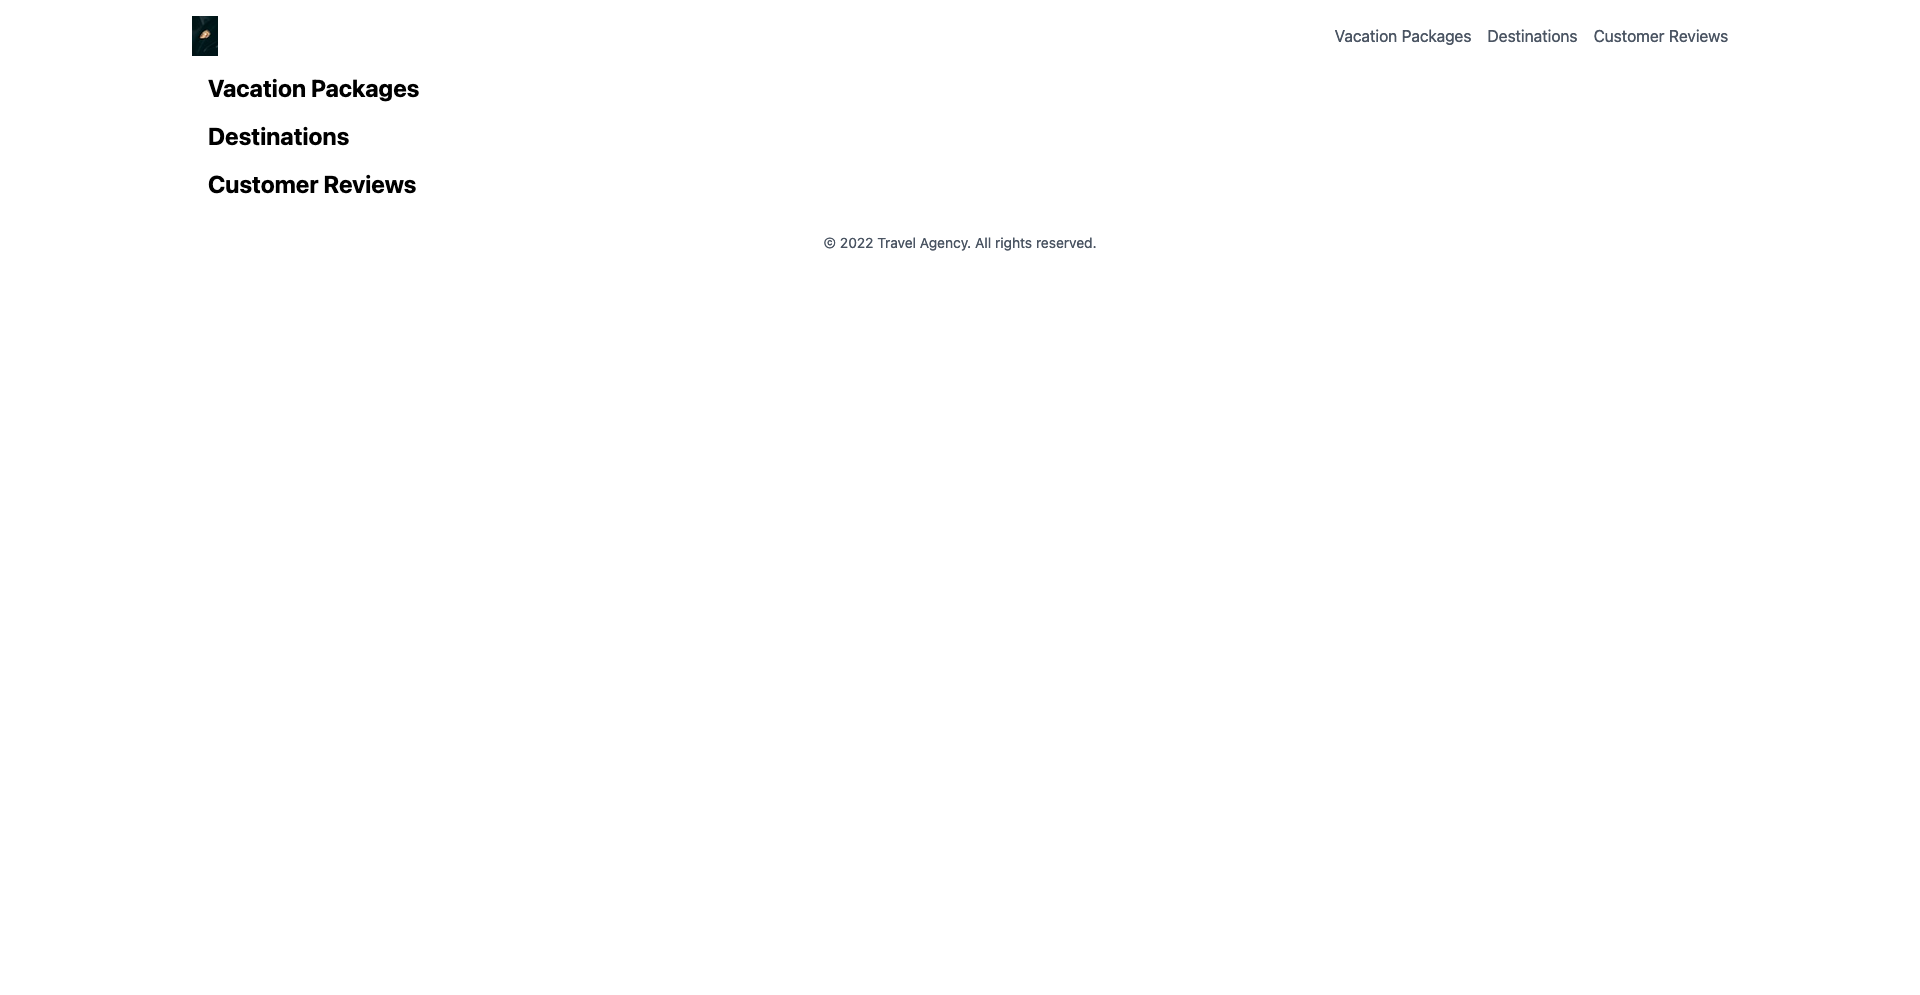 Vacation Packages Destinations Customer Reviews
Vacation Packages
Destinations
Customer Reviews
© 2022 Travel Agency. All rights reserved.